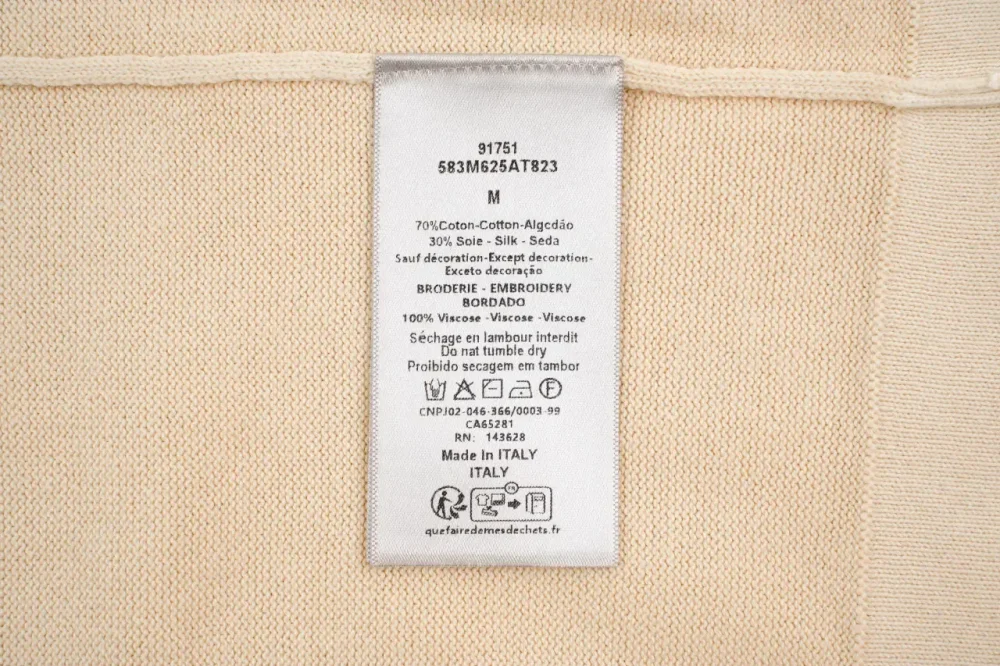 91751
583M625AT823
M
70%Coton-Cotton-Algcdão
30% Soie - Silk - Seda
Sauf décoration-Except decoration-
Exceto decoração
BRODERIE - EMBROIDERY
BORDADO
100% Viscose -Viscose -Viscose
Séchage en lambour interdit
Do nat tumble dry
Proibido secagem em tambor
F
CNPJ02-046-366/0003-99
CA65281
RN: 143628
Made In ITALY
ITALY
FR
quefairedemesdechets.fr